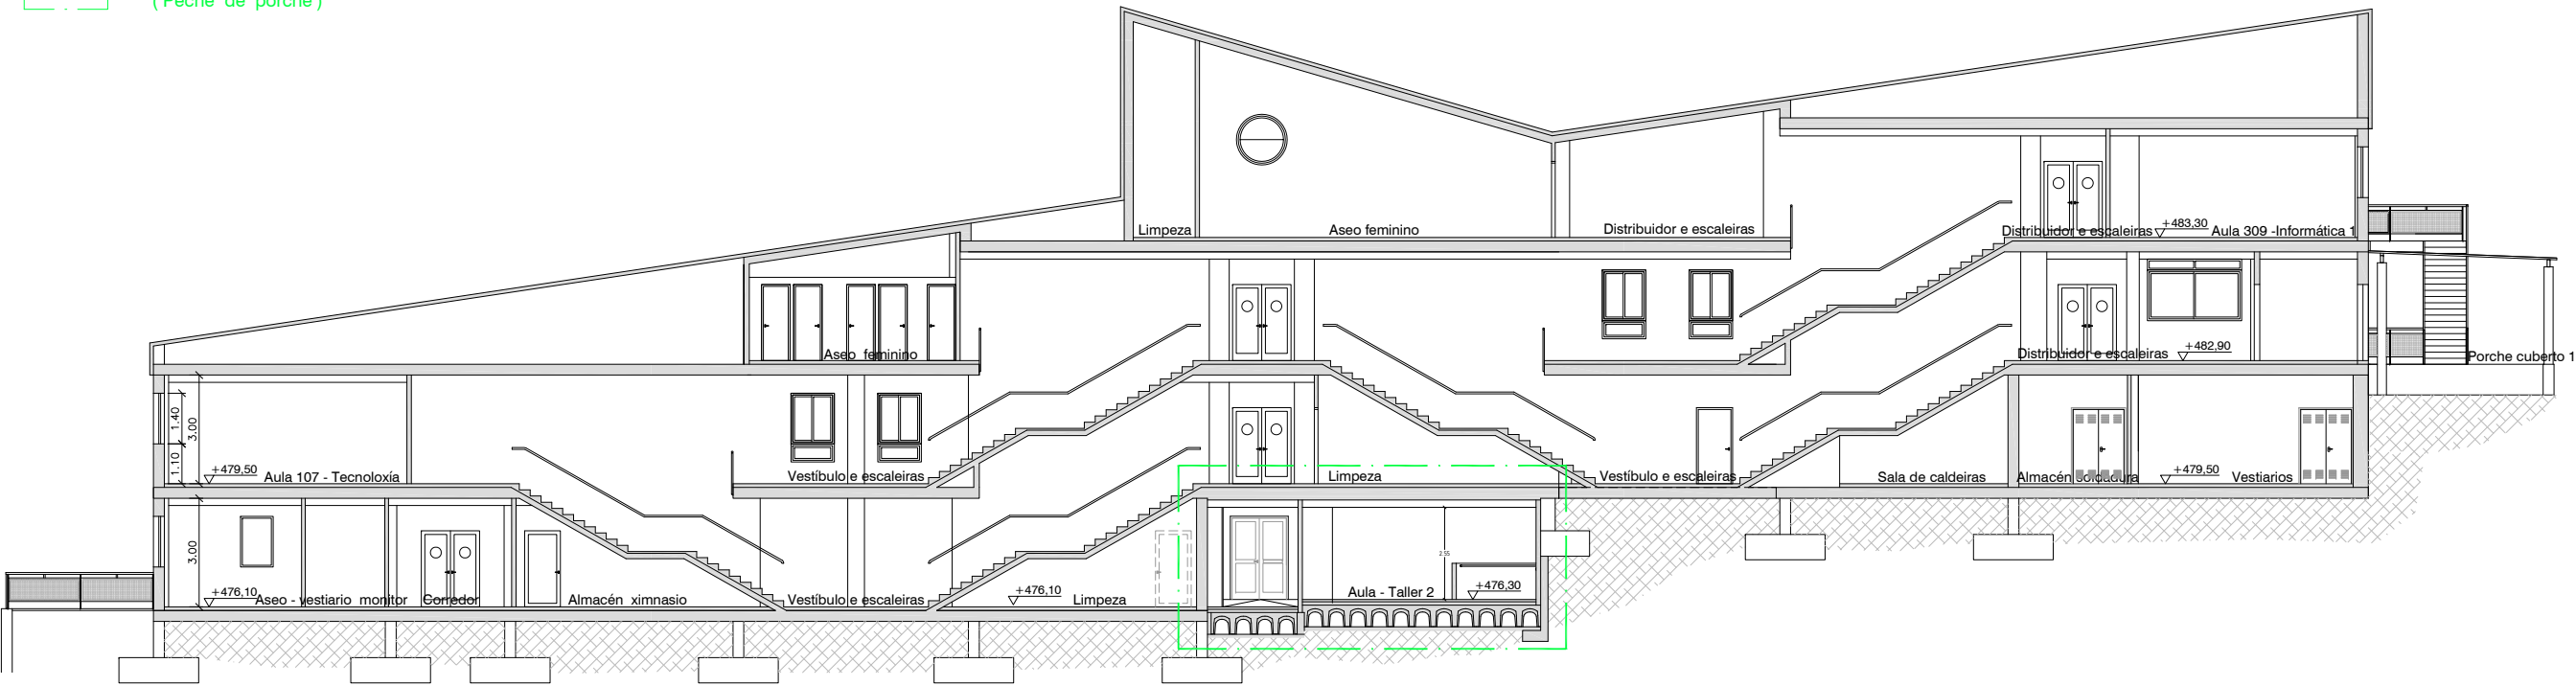 (Peche de porche)
Limpeza
Aseo feminino
Distribuidor e escaleiras
Distribuidor e escaleiras
+483,30
Aula 309 -Informática 1
Aseo feminino
Distribuidor e escaleiras
+482,90
Porche cuberto 1
1.40
3.00
1.10
+479,50
Aula 107 - Tecnoloxía
Vestíbulo e escaleiras
Limpeza
Vestíbulo e escaleiras
Sala de caldeiras
Almacén soldadura
+479,50
Vestiarios
3.00
2.55
+476,10
Aseo - vestiario monitor
Corredor
Almacén ximnasio
Vestíbulo e escaleiras
+476,10
Limpeza
Aula - Taller 2
+476,30